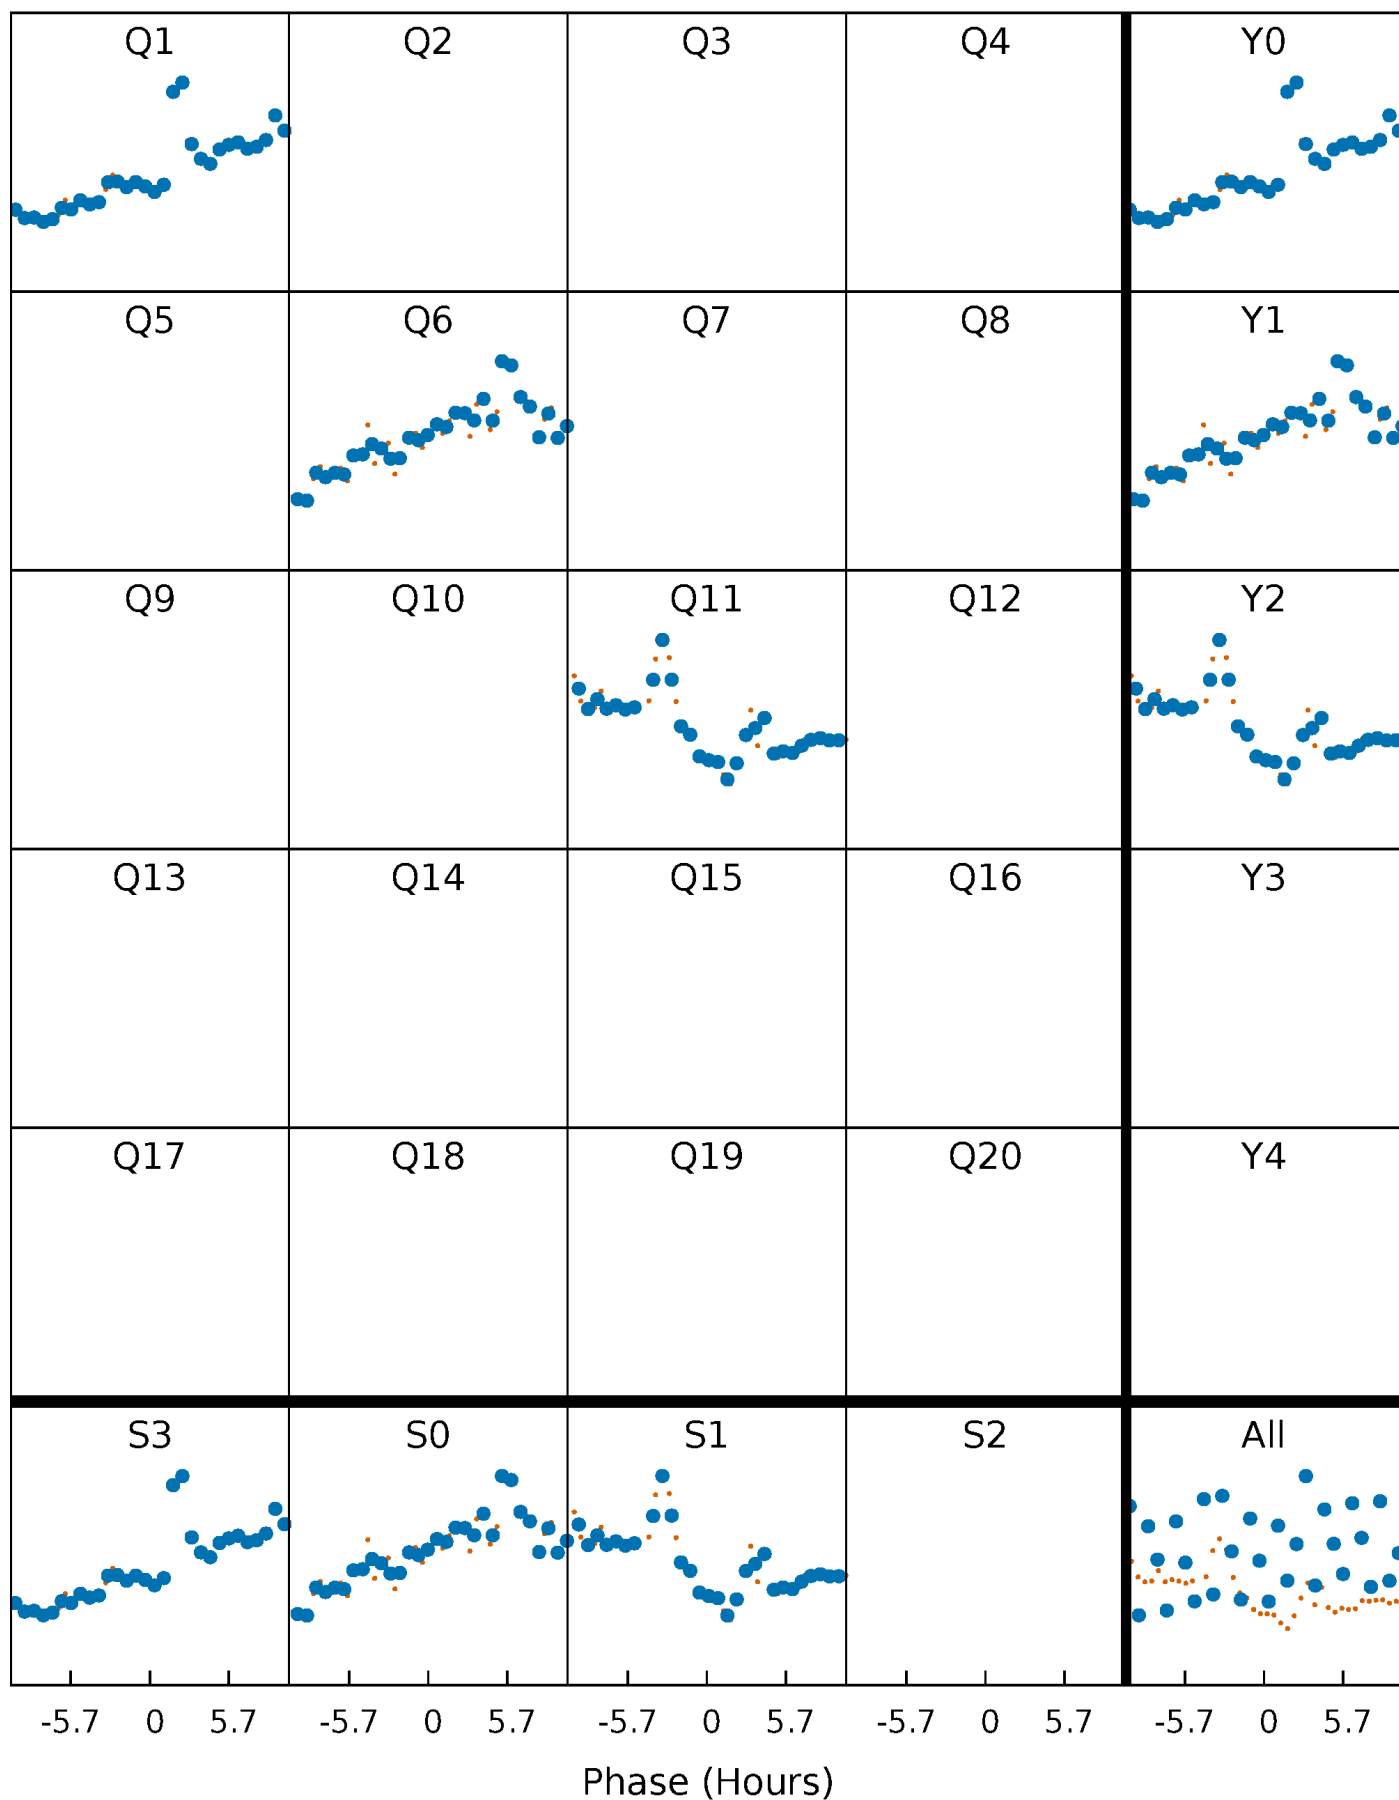 Q1 Q2 Q3 Q4 Y0
Q5 Q6 Q7 Q8 Y1
Q9 Q10 Q11 Q12 Y2
Q13 Q14 Q15 Q16 Y3
Q17 Q18 Q19 Q20 Y4
S3 S0 S1 S2 All
-5.7 0 5.7 -5.7 0 5.7 -5.7 0 5.7 -5.7 0 5.7 -5.7 0 5.7
Phase (Hours)